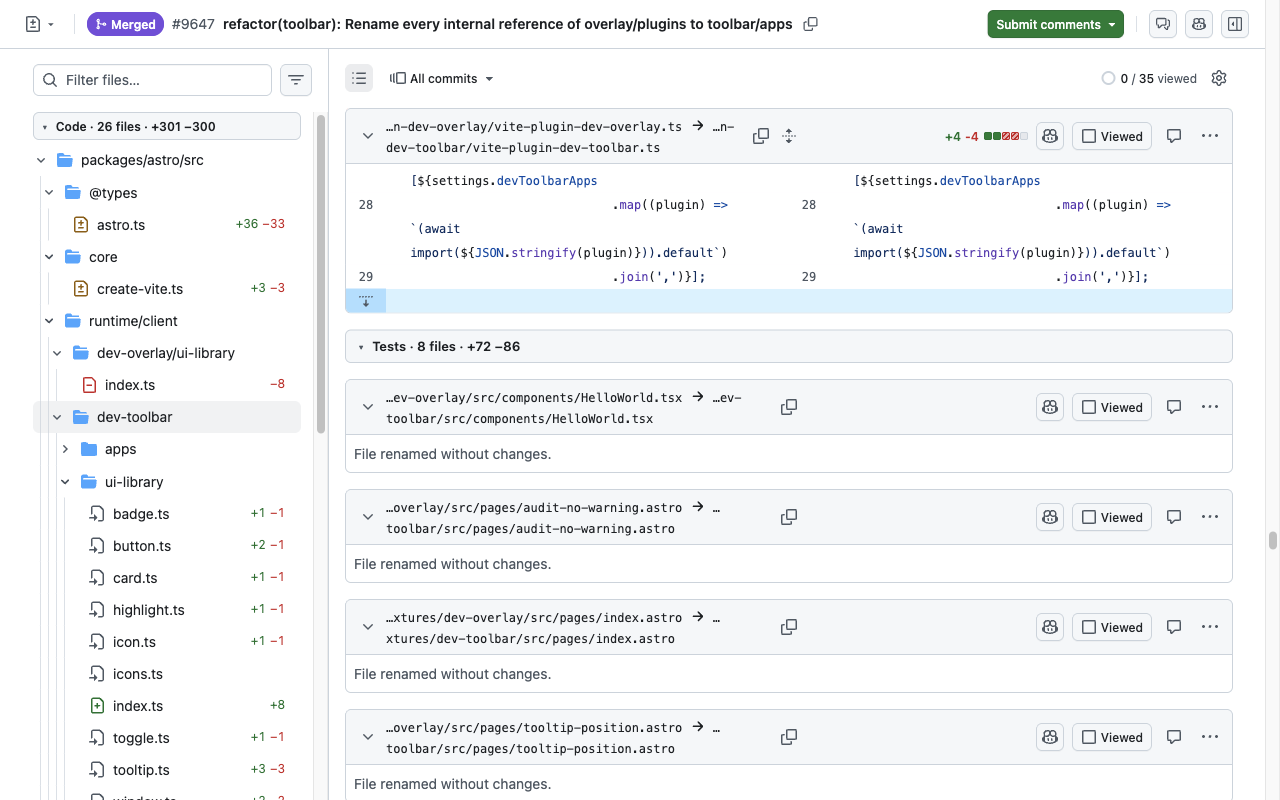 Merged #9647 refactor(toolbar): Rename every internal reference of overlay/plugins to toolbar/apps
Submit comments
Filter files...
All commits
0 / 35 viewed
Code · 26 files · +301 −300
packages/astro/src
@types
astro.ts +36 −33
core
create-vite.ts +3 −3
runtime/client
dev-overlay/ui-library
index.ts −8
dev-toolbar
apps
ui-library
badge.ts +1 −1
button.ts +2 −1
card.ts +1 −1
highlight.ts +1 −1
icon.ts +1 −1
icons.ts
index.ts +8
toggle.ts +1 −1
tooltip.ts +3 −3
…n-dev-overlay/vite-plugin-dev-overlay.ts → …n-
dev-toolbar/vite-plugin-dev-toolbar.ts
+4 -4
Viewed
[${settings.devToolbarApps [${settings.devToolbarApps
28 .map((plugin) => 28 .map((plugin) =>
`(await `(await
import(${JSON.stringify(plugin)})).default`) import(${JSON.stringify(plugin)})).default`)
29 .join(',')}]; 29 .join(',')}];
Tests · 8 files · +72 −86
…ev-overlay/src/components/HelloWorld.tsx → …ev-
toolbar/src/components/HelloWorld.tsx
Viewed
File renamed without changes.
…overlay/src/pages/audit-no-warning.astro → …
toolbar/src/pages/audit-no-warning.astro
Viewed
File renamed without changes.
…xtures/dev-overlay/src/pages/index.astro → …
xtures/dev-toolbar/src/pages/index.astro
Viewed
File renamed without changes.
…overlay/src/pages/tooltip-position.astro → …
toolbar/src/pages/tooltip-position.astro
Viewed
File renamed without changes.